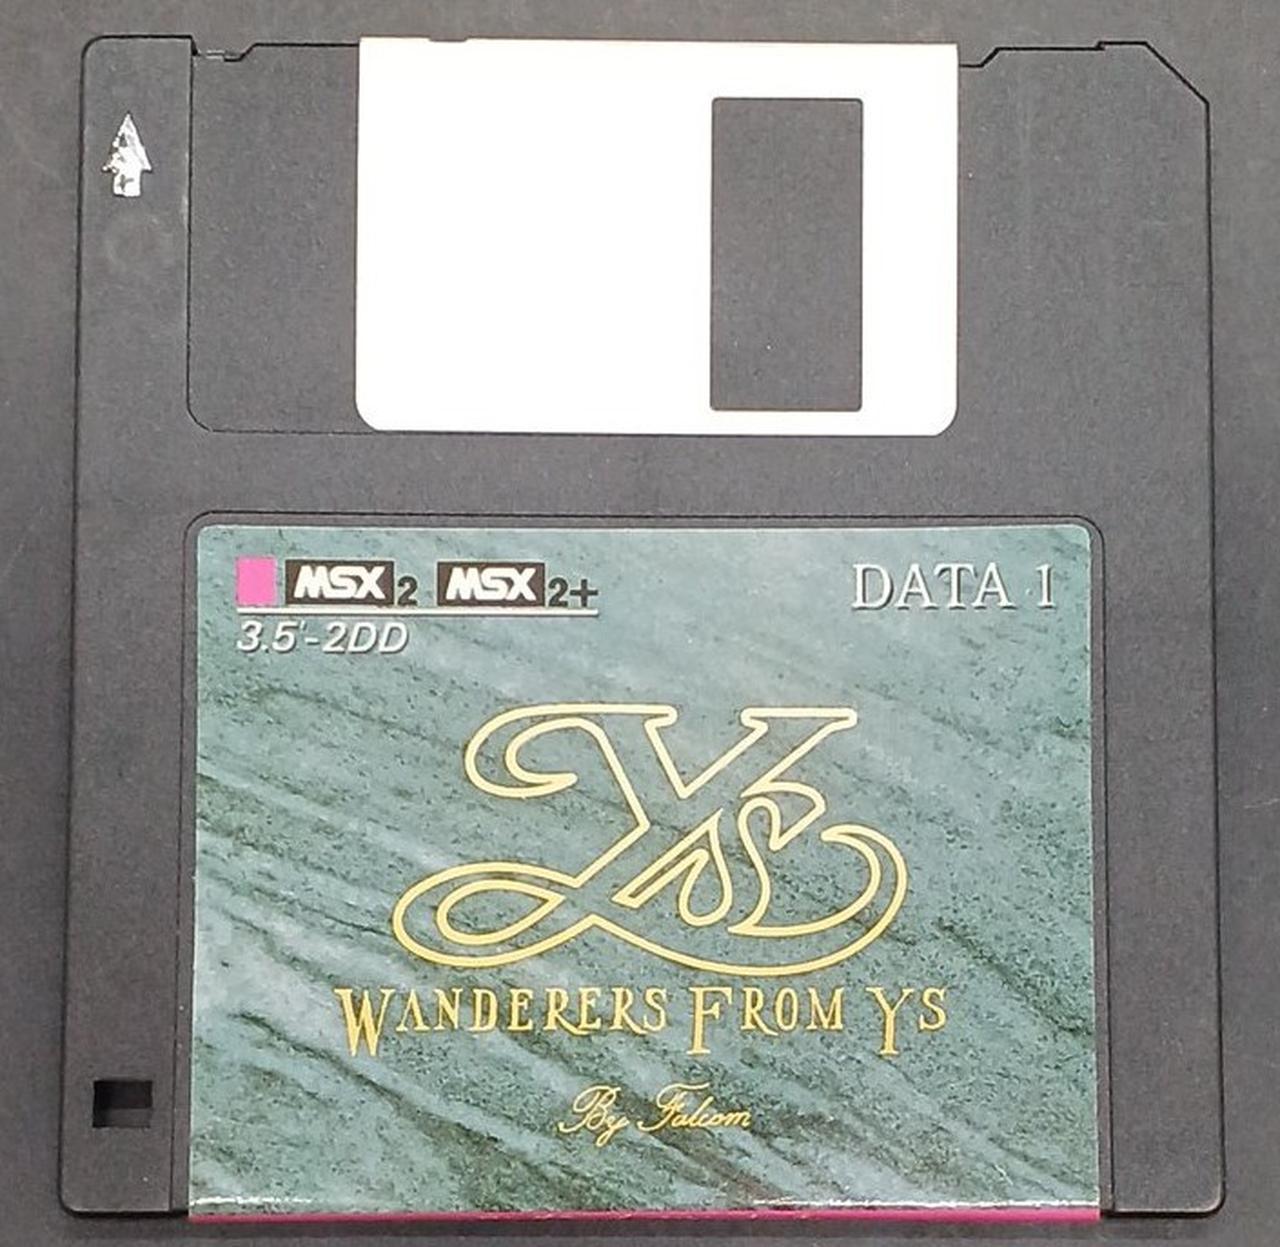 MSX2 MSX2+
DATA 1
3.5"-2DD
Ys
WANDERERS FROM YS
By Falcom